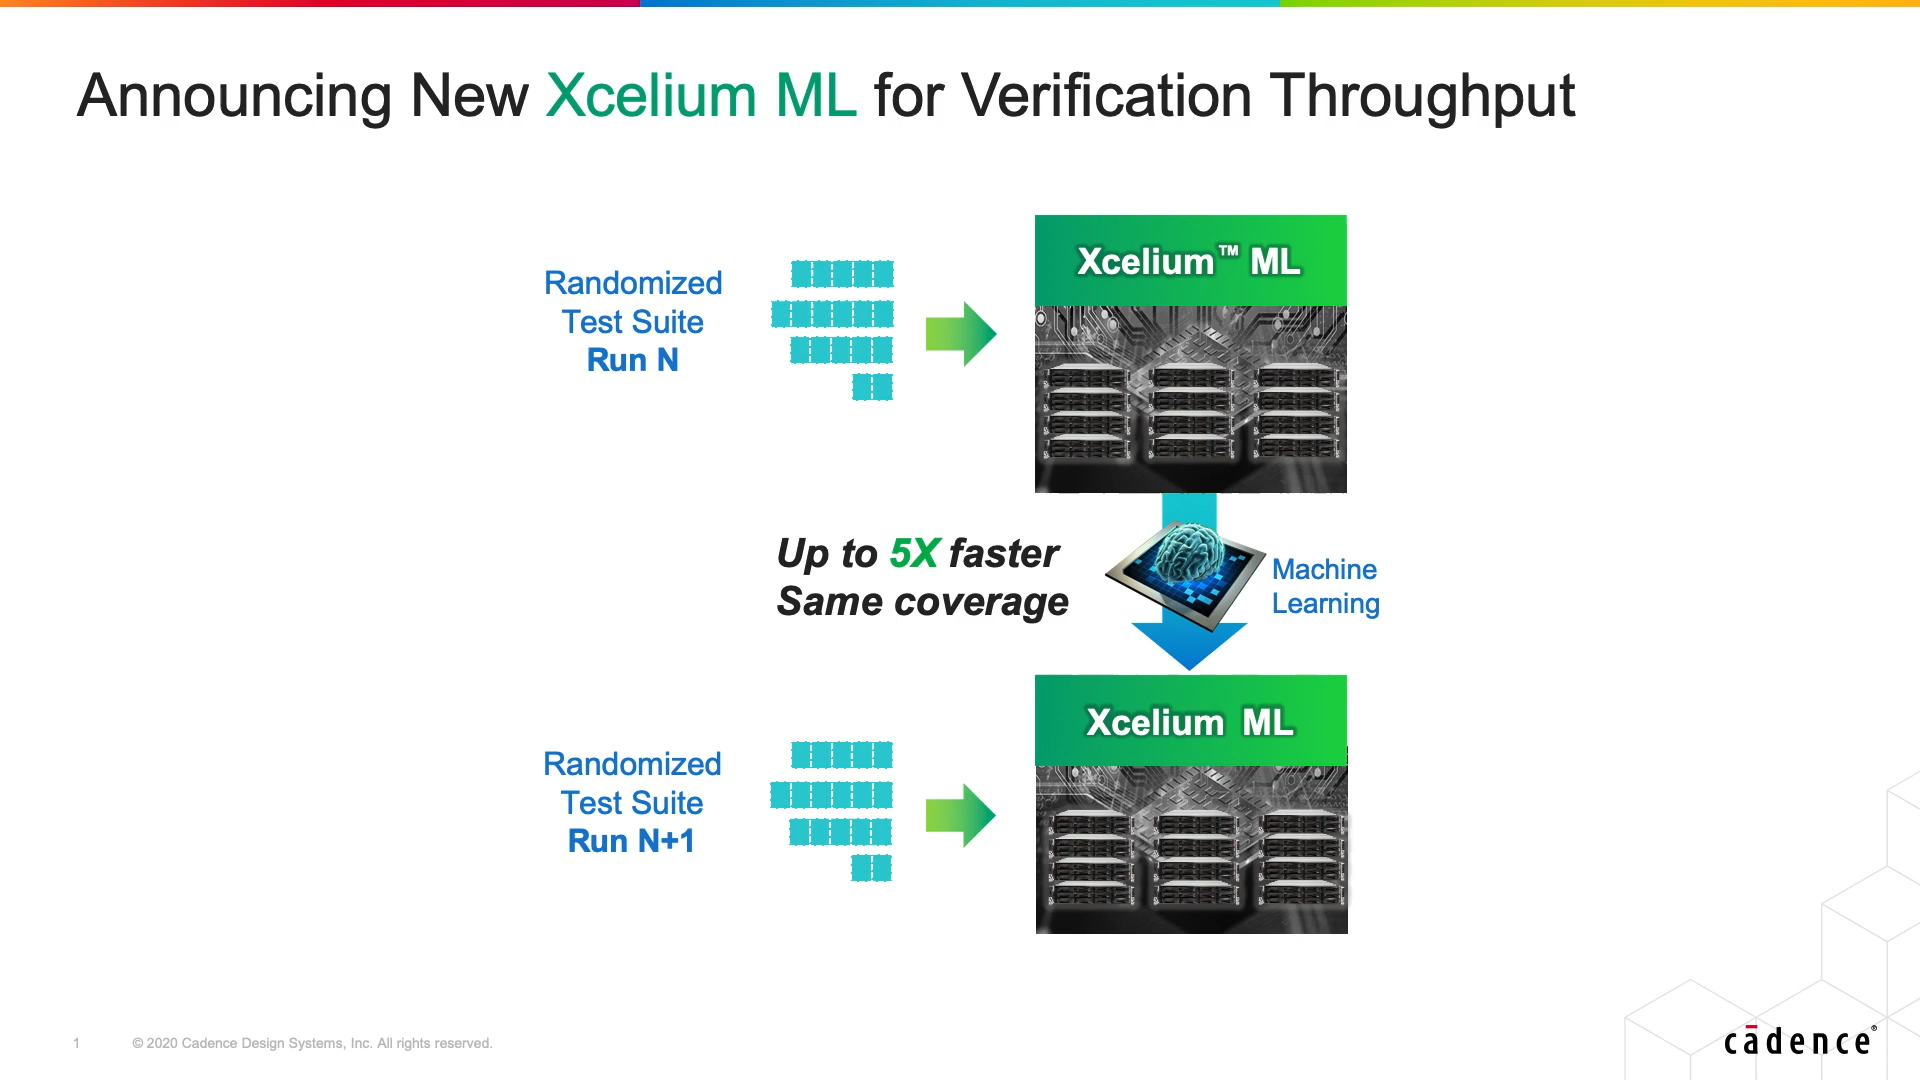 Announcing New Xcelium ML for Verification Throughput
Randomized
Test Suite
Run N
Xcelium™ ML
Up to 5X faster
Same coverage
Machine
Learning
Randomized
Test Suite
Run N+1
Xcelium ML
1
© 2020 Cadence Design Systems, Inc. All rights reserved.
cādence®